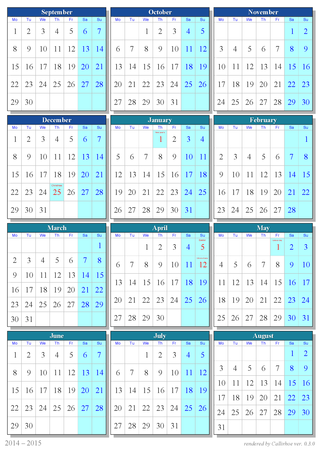 September
Mo Tu We Th Fr Sa Su
1 2 3 4 5 6 7
8 9 10 11 12 13 14
15 16 17 18 19 20 21
22 23 24 25 26 27 28
29 30
October
Mo Tu We Th Fr Sa Su
1 2 3 4 5
6 7 8 9 10 11 12
13 14 15 16 17 18 19
20 21 22 23 24 25 26
27 28 29 30 31
November
Mo Tu We Th Fr Sa Su
1 2
3 4 5 6 7 8 9
10 11 12 13 14 15 16
17 18 19 20 21 22 23
24 25 26 27 28 29 30
December
Mo Tu We Th Fr Sa Su
1 2 3 4 5 6 7
8 9 10 11 12 13 14
15 16 17 18 19 20 21
22 23 24 25 26 27 28
29 30 31
January
Mo Tu We Th Fr Sa Su
1 2 3 4
5 6 7 8 9 10 11
12 13 14 15 16 17 18
19 20 21 22 23 24 25
26 27 28 29 30 31
February
Mo Tu We Th Fr Sa Su
1
2 3 4 5 6 7 8
9 10 11 12 13 14 15
16 17 18 19 20 21 22
23 24 25 26 27 28
March
Mo Tu We Th Fr Sa Su
1
2 3 4 5 6 7 8
9 10 11 12 13 14 15
16 17 18 19 20 21 22
23 24 25 26 27 28 29
30 31
April
Mo Tu We Th Fr Sa Su
1 2 3 4 5
6 7 8 9 10 11 12
13 14 15 16 17 18 19
20 21 22 23 24 25 26
27 28 29 30
May
Mo Tu We Th Fr Sa Su
1 2 3
4 5 6 7 8 9 10
11 12 13 14 15 16 17
18 19 20 21 22 23 24
25 26 27 28 29 30 31
June
Mo Tu We Th Fr Sa Su
1 2 3 4 5 6 7
8 9 10 11 12 13 14
15 16 17 18 19 20 21
22 23 24 25 26 27 28
29 30
July
Mo Tu We Th Fr Sa Su
1 2 3 4 5
6 7 8 9 10 11 12
13 14 15 16 17 18 19
20 21 22 23 24 25 26
27 28 29 30 31
August
Mo Tu We Th Fr Sa Su
1 2
3 4 5 6 7 8 9
10 11 12 13 14 15 16
17 18 19 20 21 22 23
24 25 26 27 28 29 30
31
2014 – 2015
rendered by Callirhoe ver. 0.1.0